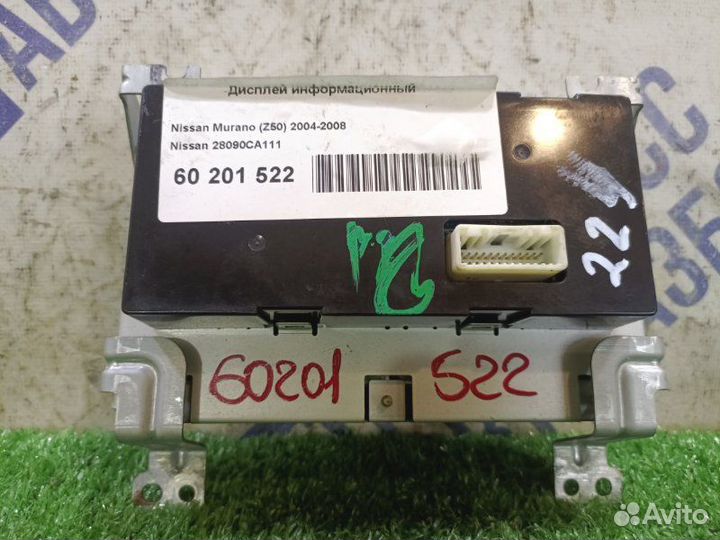 Дисплей информационный
Nissan Murano (Z50) 2004-2008
Nissan 28090CA111
60 201 522
22
60201 522
Avito